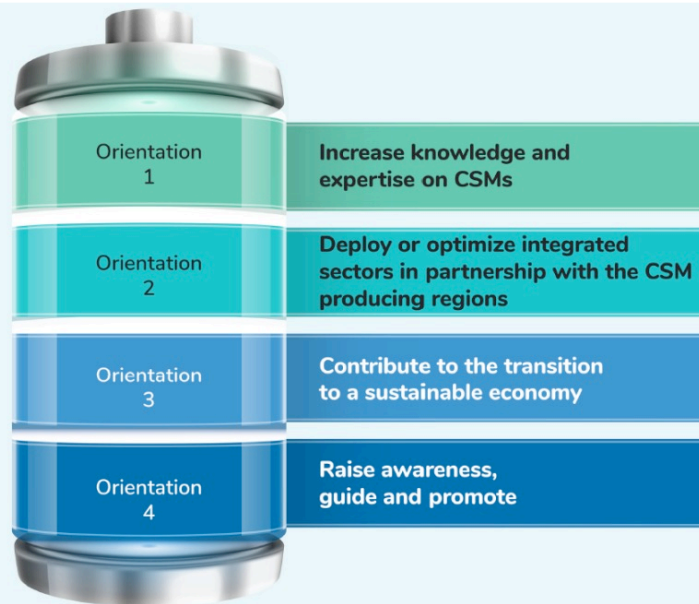 Orientation
1
Increase knowledge and
expertise on CSMs
Orientation
2
Deploy or optimize integrated
sectors in partnership with the CSM
producing regions
Orientation
3
Contribute to the transition
to a sustainable economy
Orientation
4
Raise awareness,
guide and promote